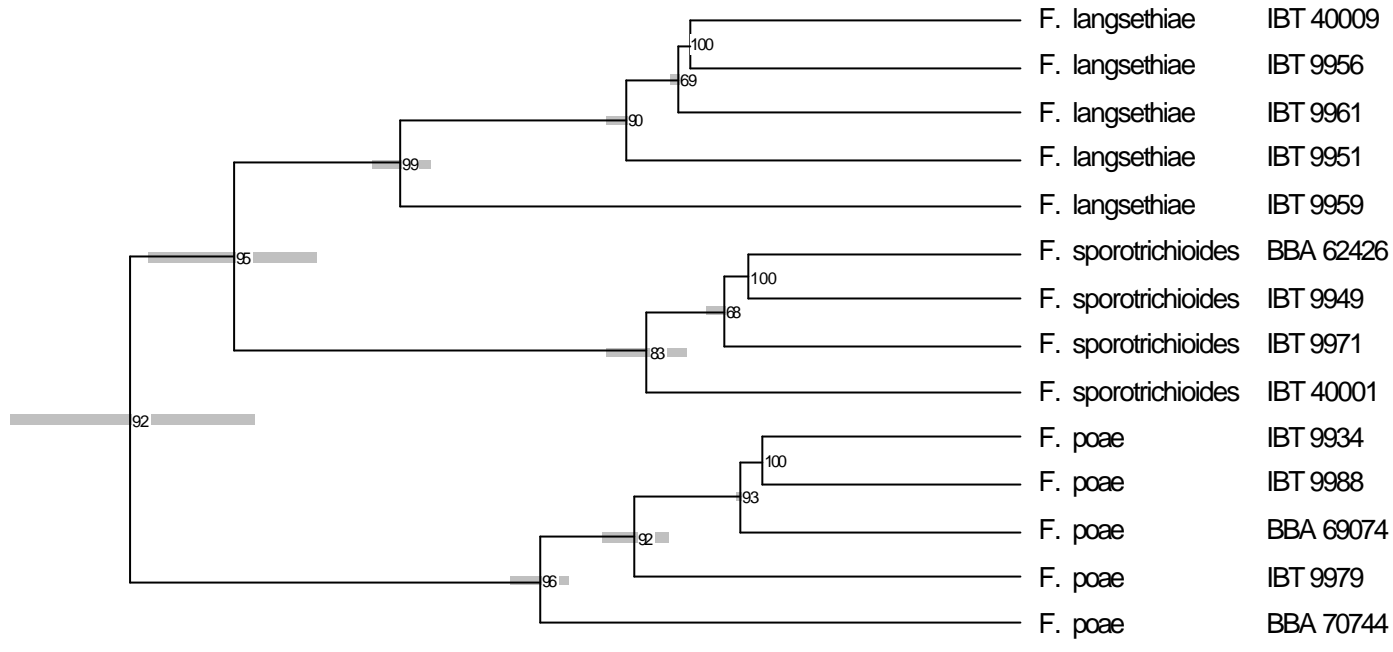 F. langsethiae IBT 40009
100
F. langsethiae IBT 9956
69
F. langsethiae IBT 9961
90
F. langsethiae IBT 9951
99
F. langsethiae IBT 9959
95
F. sporotrichioides BBA 62426
100
F. sporotrichioides IBT 9949
68
F. sporotrichioides IBT 9971
83
F. sporotrichioides IBT 40001
92
F. poae IBT 9934
100
F. poae IBT 9988
93
F. poae BBA 69074
92
F. poae IBT 9979
96
F. poae BBA 70744